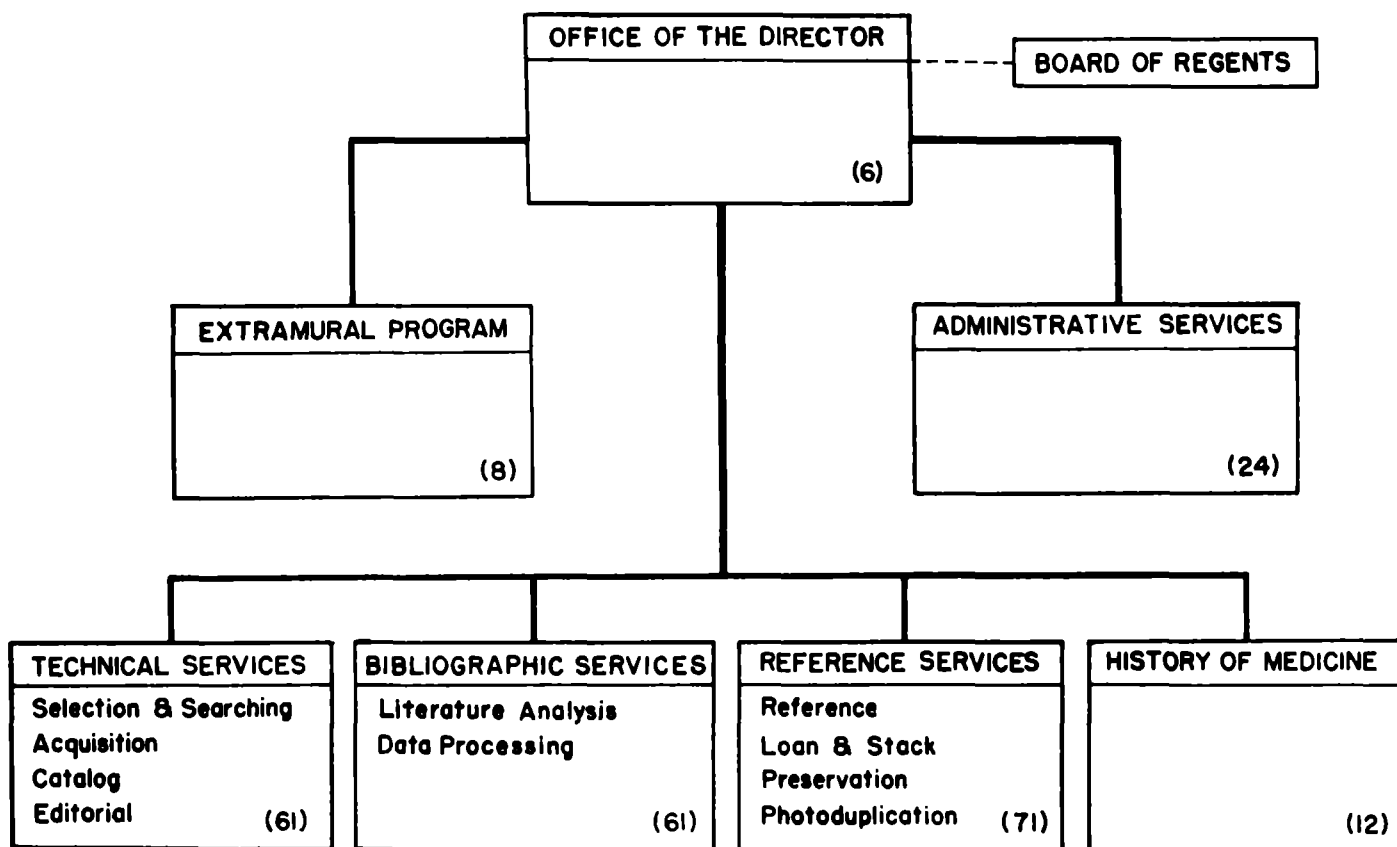 OFFICE OF THE DIRECTOR
BOARD OF REGENTS
(6)
EXTRAMURAL PROGRAM
(8)
ADMINISTRATIVE SERVICES
(24)
TECHNICAL SERVICES
Selection & Searching
Acquisition
Catalog
Editorial
(61)
BIBLIOGRAPHIC SERVICES
Literature Analysis
Data Processing
(61)
REFERENCE SERVICES
Reference
Loan & Stack
Preservation
Photoduplication
(71)
HISTORY OF MEDICINE
(12)